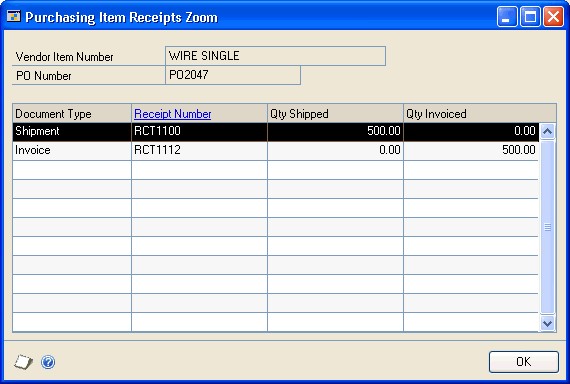 Purchasing Item Receipts Zoom
Vendor Item Number WIRE SINGLE
PO Number PO2047
Document Type Receipt Number Qty Shipped Qty Invoiced
Shipment RCT1100 500.00 0.00
Invoice RCT1112 0.00 500.00
OK